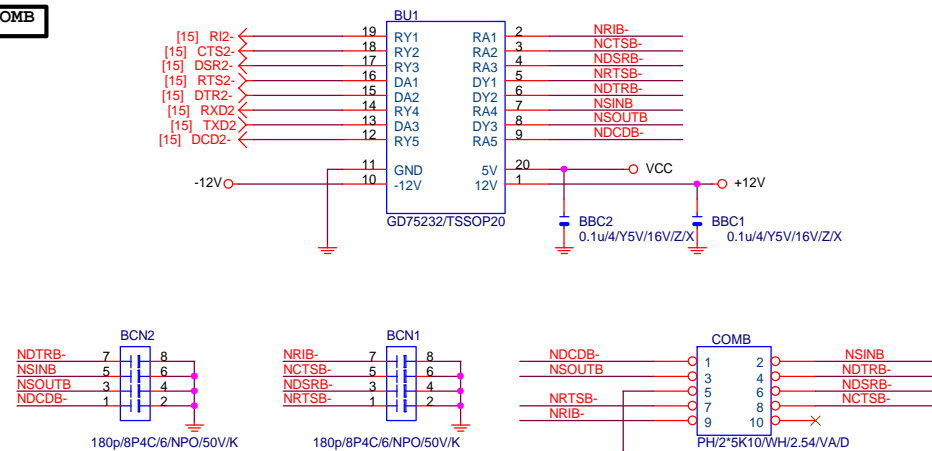 OMB
BU1
[15] RI2- 19 RY1 RA1 2 NRIB-
[15] CTS2- 18 RY2 RA2 3 NCTSB-
[15] DSR2- 17 RY3 RA3 4 NDSRB-
[15] RTS2- 16 DA1 DY1 5 NRTSB-
[15] DTR2- 15 DA2 DY2 6 NDTRB-
[15] RXD2 14 RY4 RA4 7 NSINB
[15] TXD2 13 DA3 DY3 8 NSOUTB
[15] DCD2- 12 RY5 RA5 9 NDCDB-
11 GND 5V 20 VCC
-12V 10 -12V 12V 1 +12V
GD75232/TSSOP20
BBC2 BBC1
0.1u/4/Y5V/16V/Z/X 0.1u/4/Y5V/16V/Z/X
BCN2 BCN1 COMB
NDTRB- 7 8 NRIB- 7 8 NDCDB- 1 2 NSINB
NSINB 5 6 NCTSB- 5 6 NSOUTB 3 4 NDTRB-
NSOUTB 3 4 NDSRB- 3 4 5 6 NDSRB-
NDCDB- 1 2 NRTSB- 1 2 NRTSB- 7 8 NCTSB-
NRIB- 9 10
180p/8P4C/6/NPO/50V/K 180p/8P4C/6/NPO/50V/K PH/2*5K10/WH/2.54/VA/D